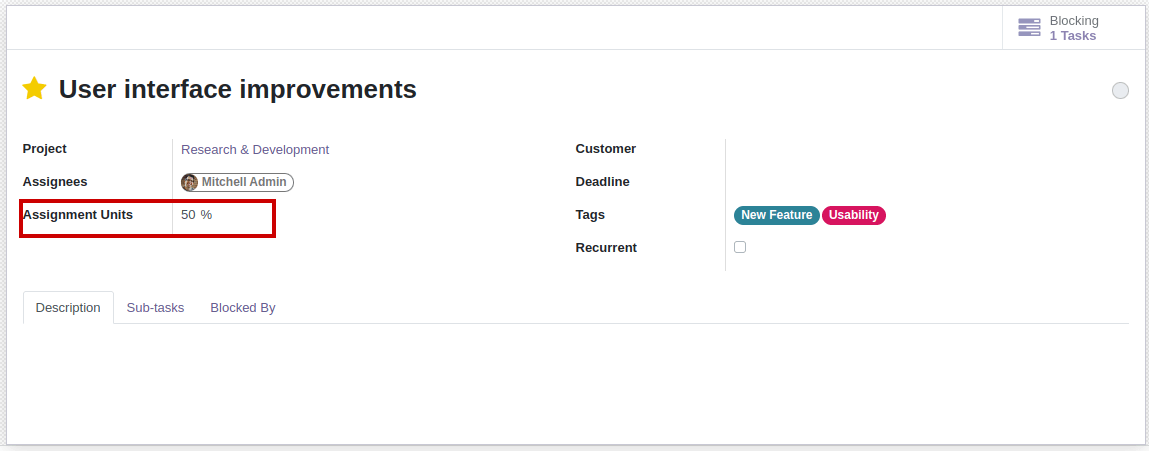 Blocking
1 Tasks
User interface improvements
Project
Research & Development
Assignees
Mitchell Admin
Assignment Units
50 %
Customer
Deadline
Tags
New Feature Usability
Recurrent
Description Sub-tasks Blocked By